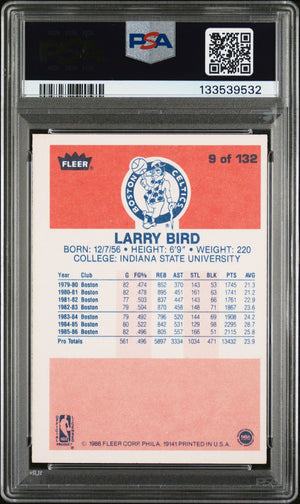 PSA
133539532
FLEER
BOSTON CELTICS
9 of 132
LARRY BIRD
BORN: 12/7/56 • HEIGHT: 6'9" • WEIGHT: 220
COLLEGE: INDIANA STATE UNIVERSITY
Year Club G FG% REB AST STL BLK PTS AVG
1979-80 Boston 82 474 852 370 143 53 1745 21.3
1980-81 Boston 82 478 895 451 161 63 1741 21.2
1981-82 Boston 77 503 837 447 143 66 1761 22.9
1982-83 Boston 79 504 870 458 148 71 1867 23.6
1983-84 Boston 79 492 796 520 144 69 1908 24.2
1984-85 Boston 80 522 842 531 129 98 2295 28.7
1985-86 Boston 82 496 805 557 166 51 2115 25.8
Pro Totals 561 496 5897 3334 1034 471 13432 23.9
NBA
© 1986 FLEER CORP. PHILA. 19141 PRINTED IN U.S.A.